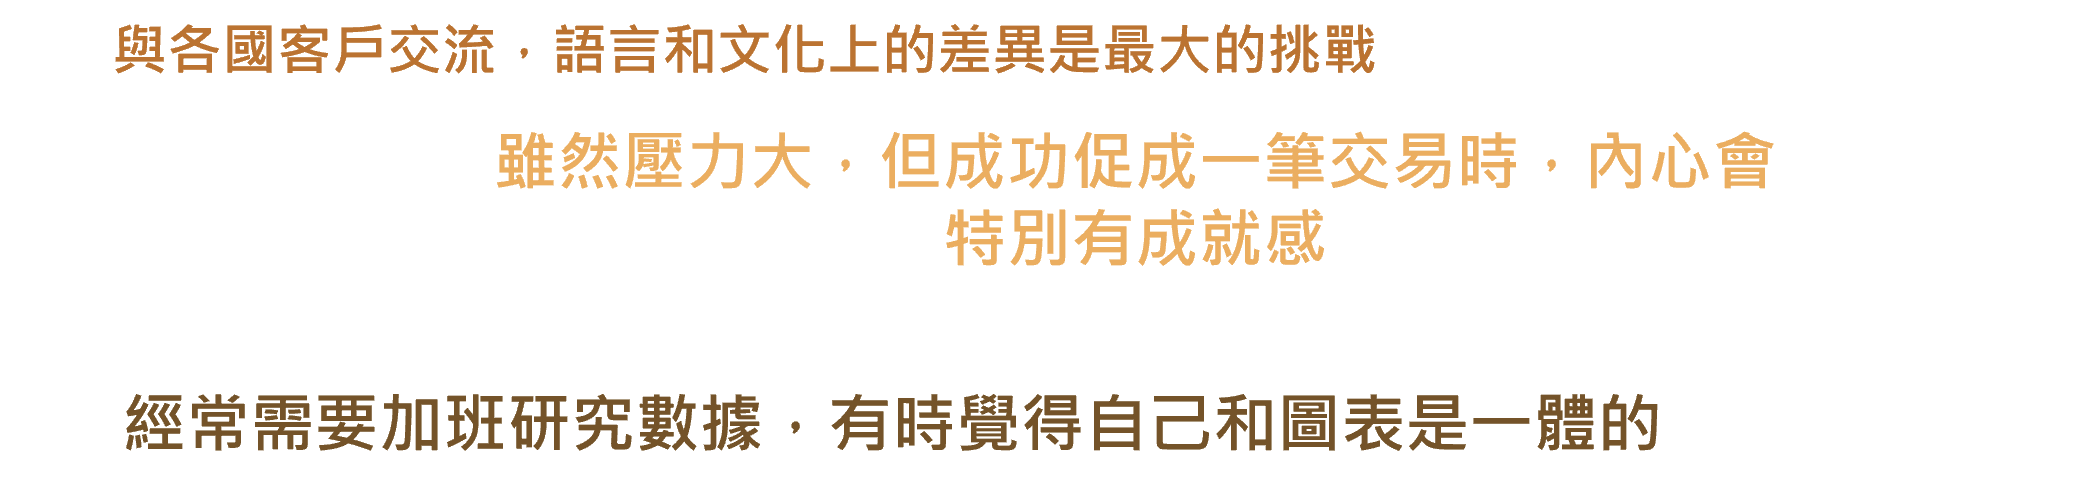 與各國客戶交流，語言和文化上的差異是最大的挑戰
雖然壓力大，但成功促成一筆交易時，內心會
特別有成就感
經常需要加班研究數據，有時覺得自己和圖表是一體的